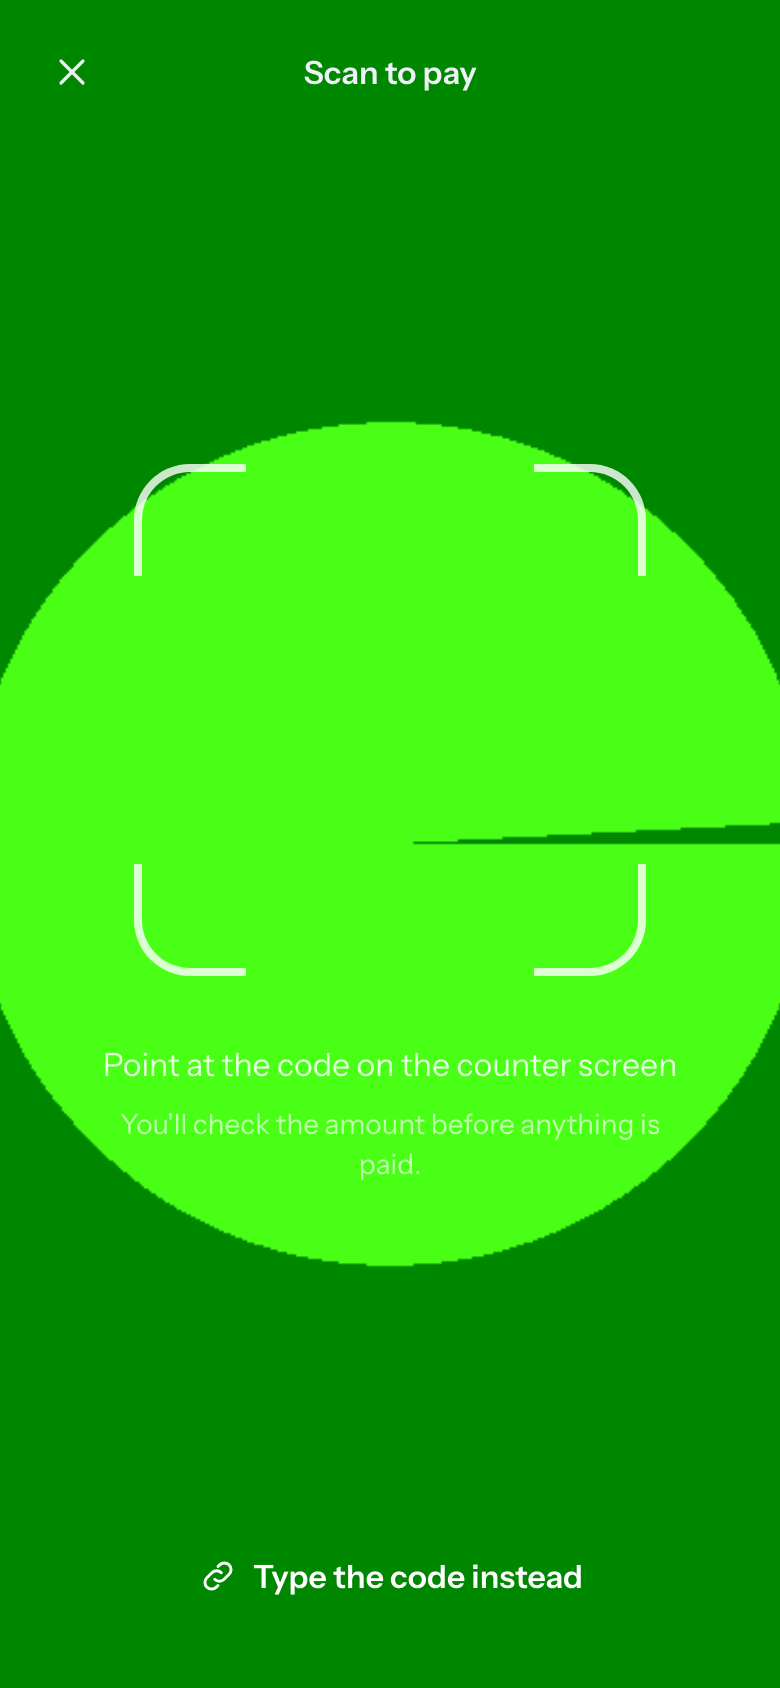 Scan to pay
Point at the code on the counter screen
You'll check the amount before anything is
paid.
Type the code instead